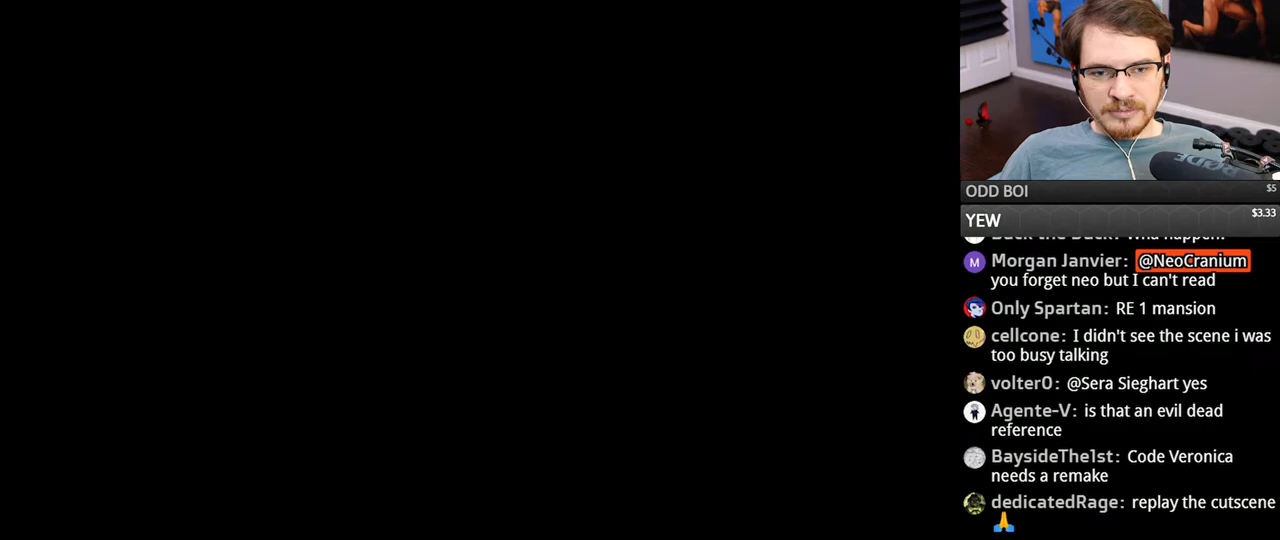 ODD BOI $5
YEW $3.33
Morgan Janvier: @NeoCranium
you forget neo but I can't read
Only Spartan: RE 1 mansion
cellcone: I didn't see the scene i was
too busy talking
volter0: @Sera Sieghart yes
Agente-V: is that an evil dead
reference
BaysideThe1st: Code Veronica
needs a remake
dedicatedRage: replay the cutscene
🙏